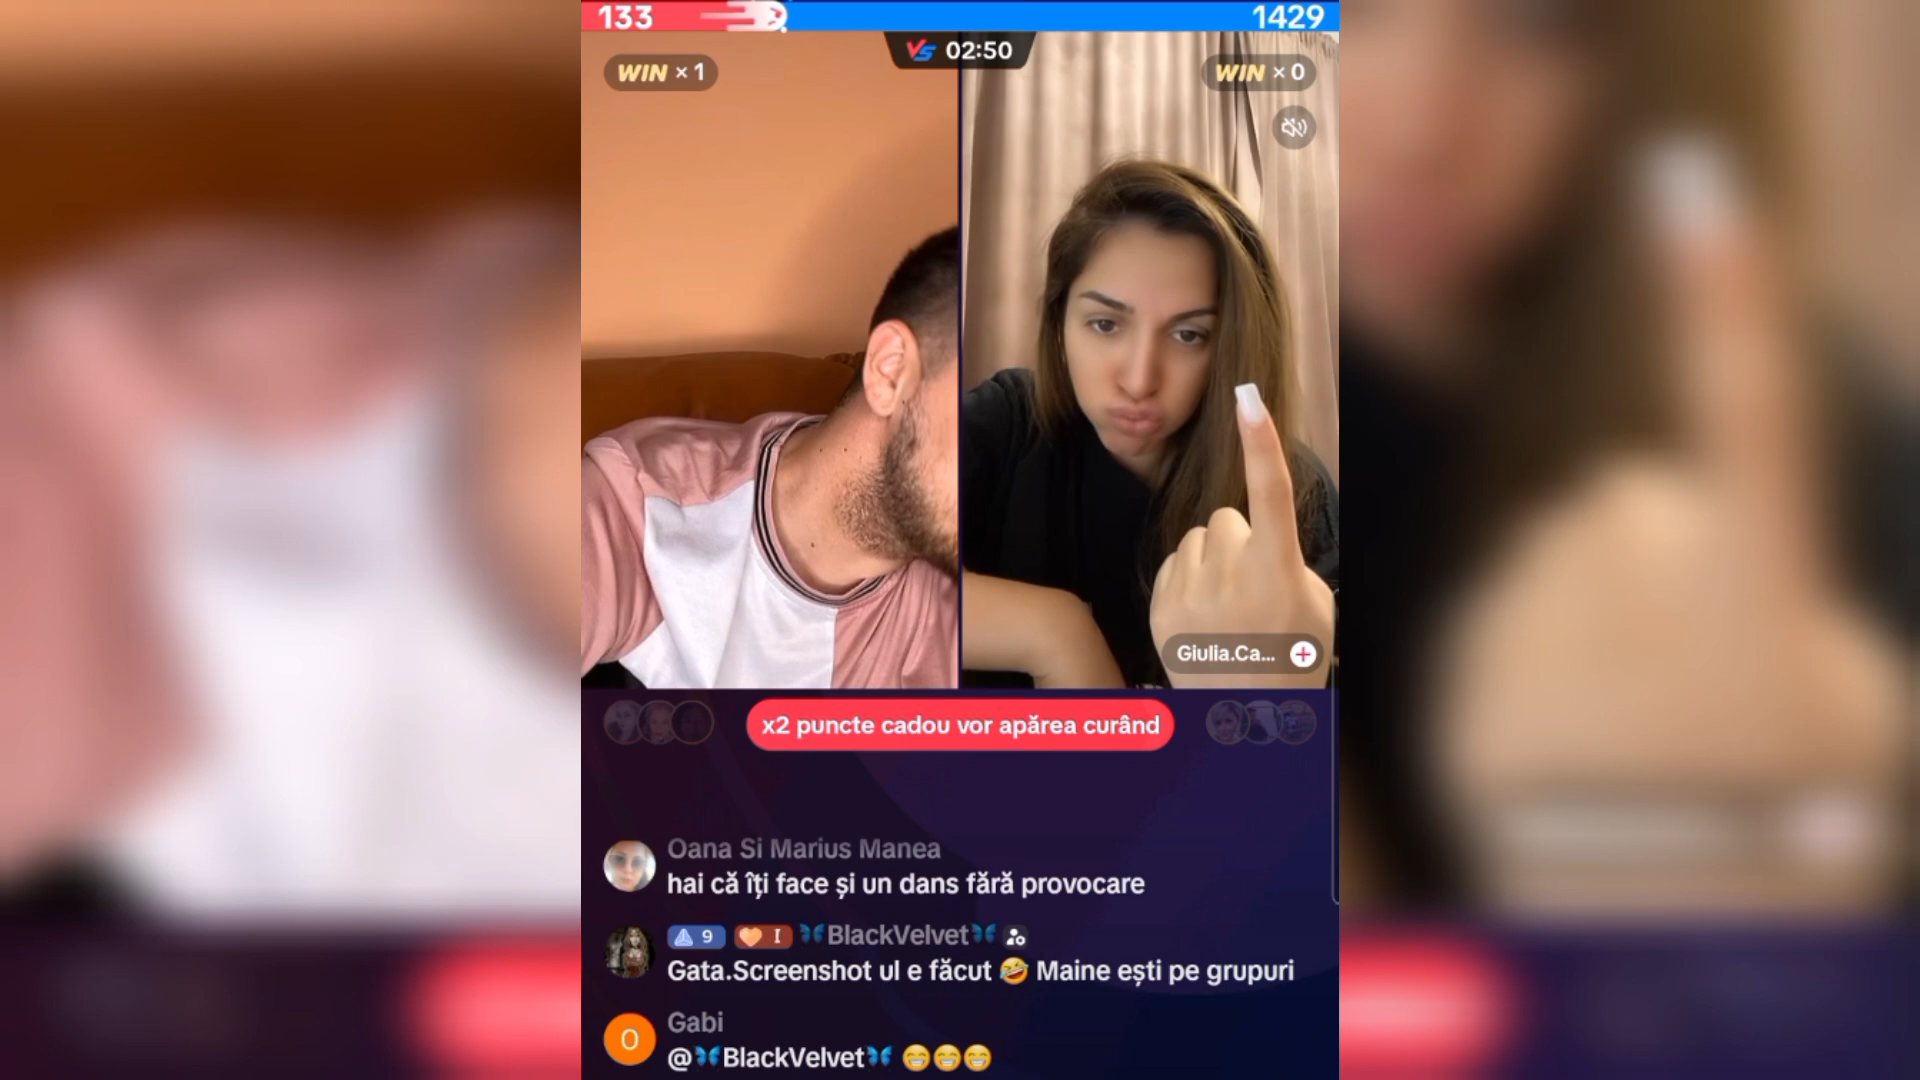 133
1429
VS 02:50
WIN × 1
WIN × 0
Giulia.Ca...
x2 puncte cadou vor apărea curând
Oana Si Marius Manea
hai că îți face și un dans fără provocare
9 I 🦋BlackVelvet🦋
Gata.Screenshot ul e făcut 🤣 Maine ești pe grupuri
O
Gabi
@🦋BlackVelvet🦋 😁😁😁